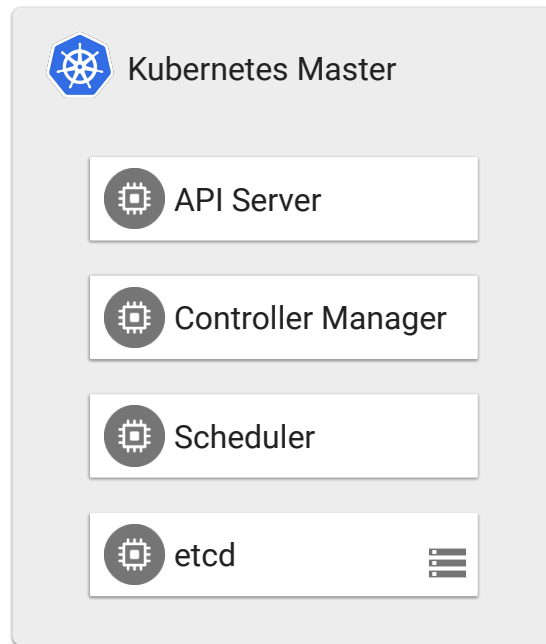 Kubernetes Master
API Server
Controller Manager
Scheduler
etcd